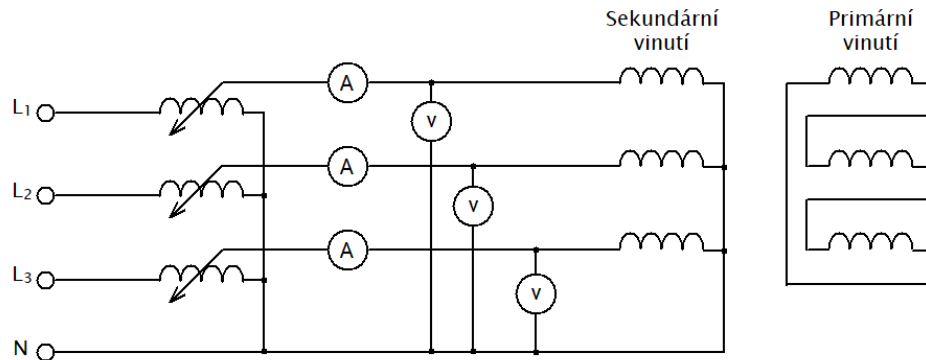 Sekundární
vinutí
Primární
vinutí
L1
A
V
L2
A
V
L3
A
V
N